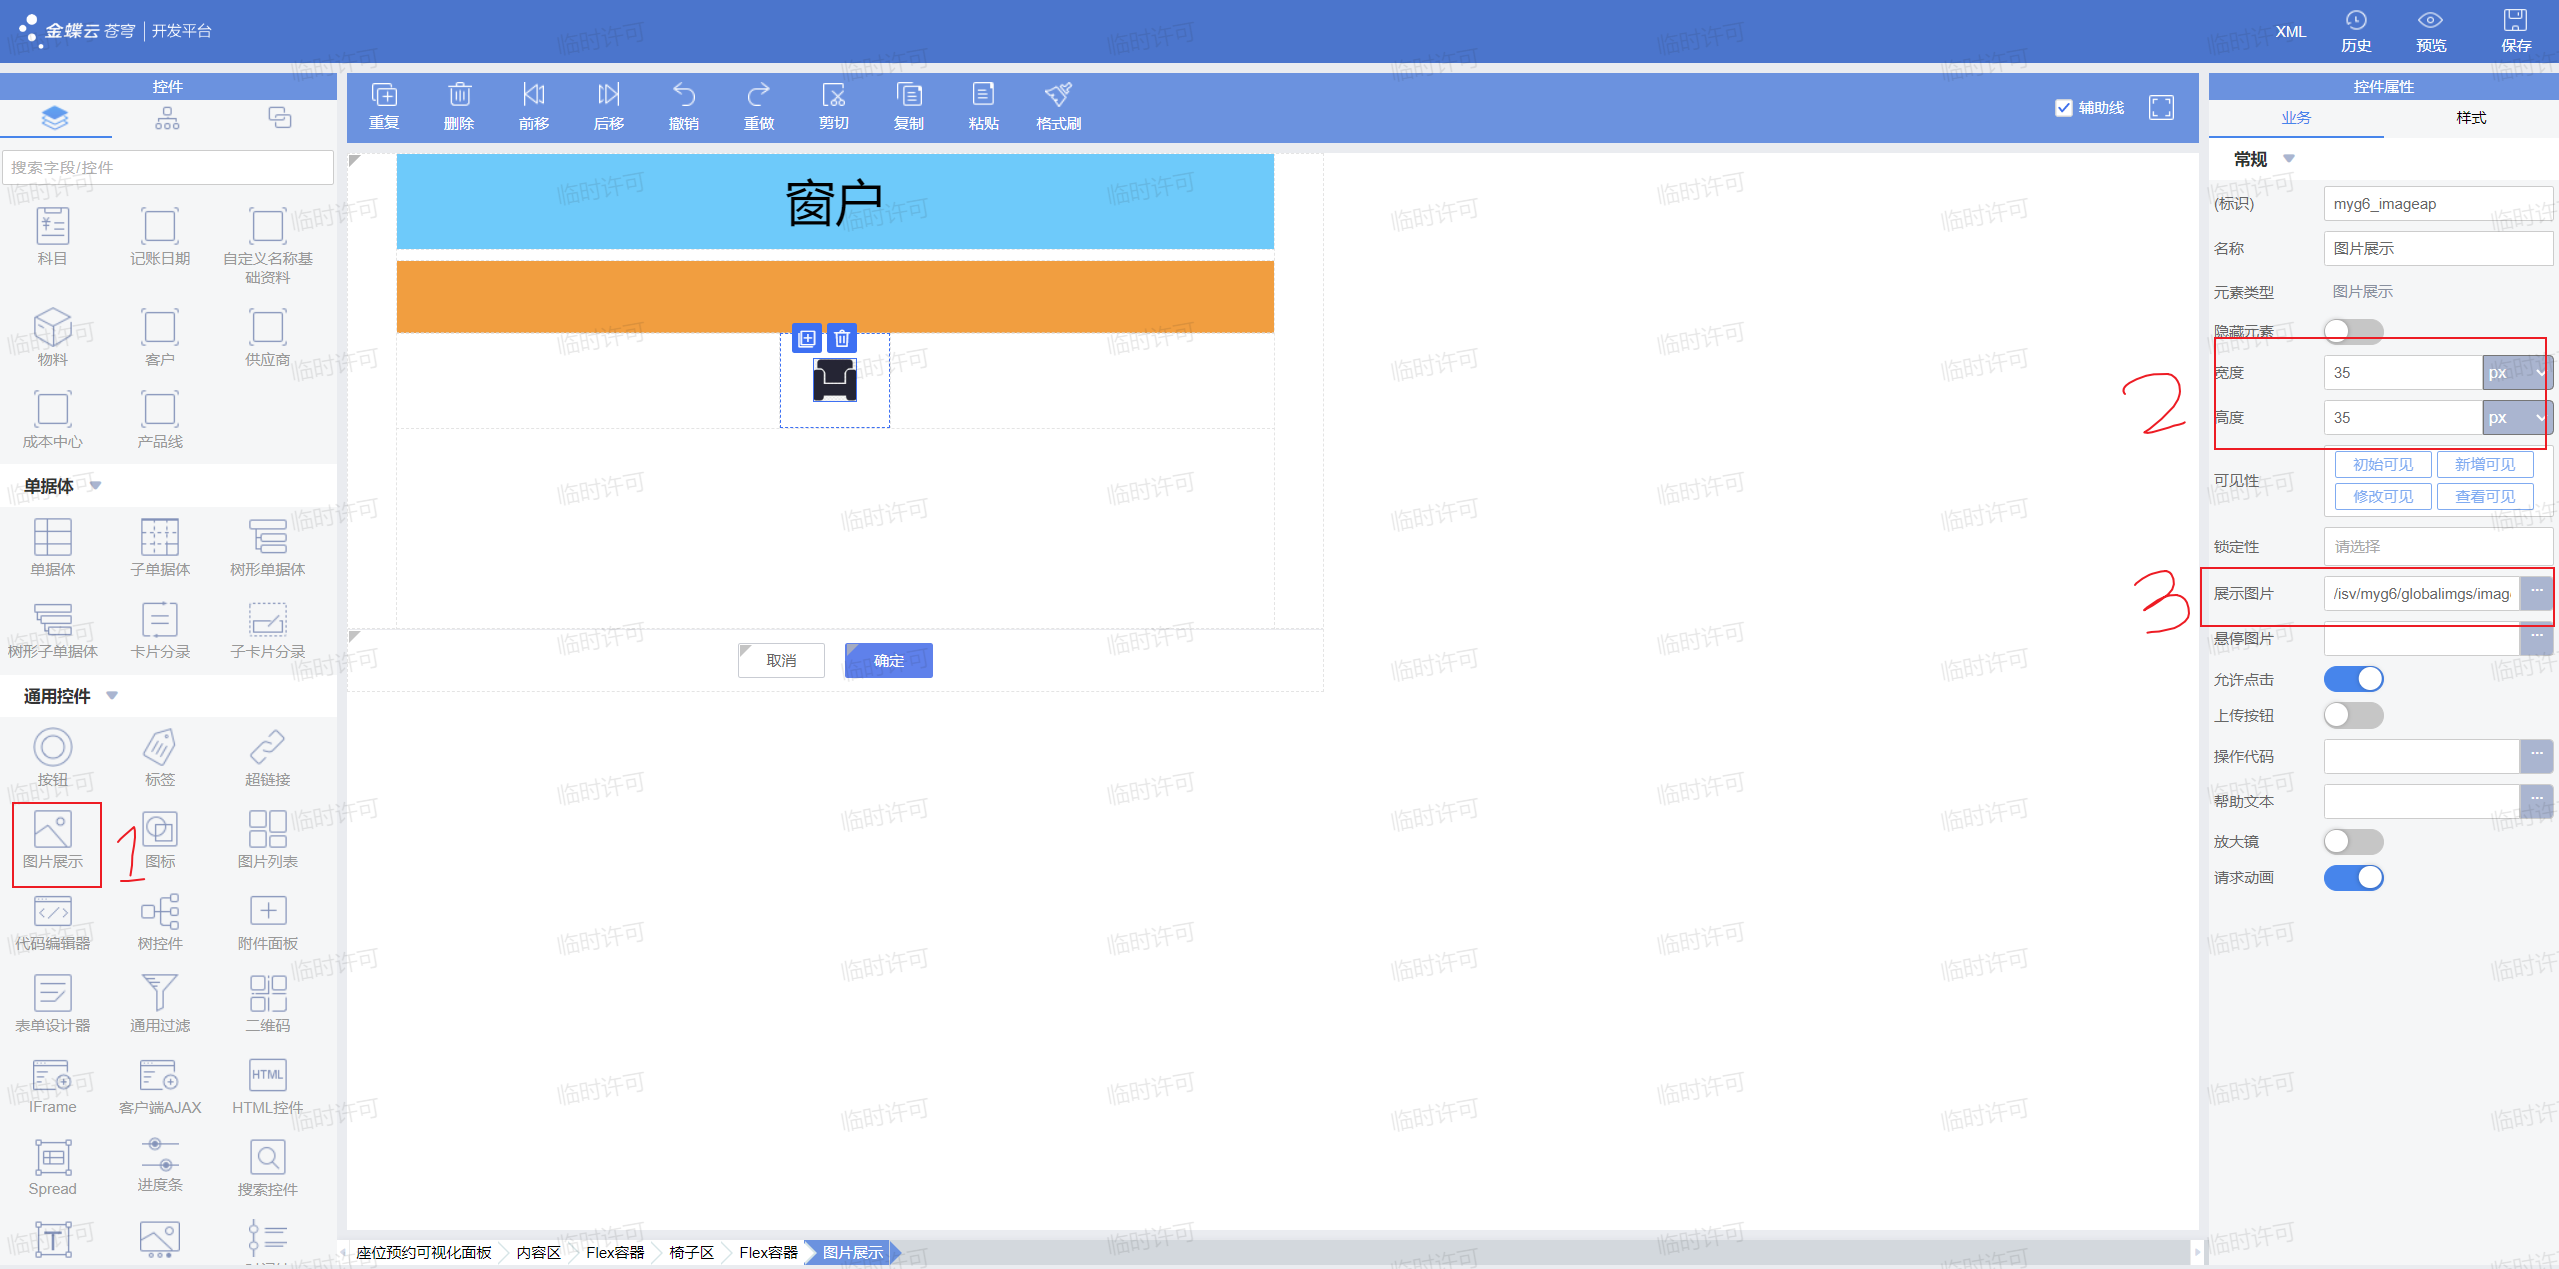 金蝶云 苍穹 | 开发平台
XML 历史 预览 保存
控件
搜索字段/控件
科目 记账日期 自定义名称基础资料
物料 客户 供应商
成本中心 产品线
单据体
单据体 子单据体 树形单据体
树形子单据体 卡片分录 子卡片分录
通用控件
按钮 标签 超链接
图片展示 1 图标 图片列表
代码编辑器 树控件 附件面板
表单设计器 通用过滤 二维码
HTML
IFrame 客户端AJAX HTML控件
Spread 进度条 搜索控件
重复 删除 前移 后移 撤销 重做 剪切 复制 粘贴 格式刷 辅助线
窗户
取消 确定
座位预约可视化面板 内容区 Flex容器 椅子区 Flex容器 图片展示
控件属性
业务 样式
常规
(标识) myg6_imageap
名称 图片展示
元素类型 图片展示
隐藏元素
2
宽度 35 px
高度 35 px
可见性 初始可见 新增可见
修改可见 查看可见
锁定性 请选择
3
展示图片 /isv/myg6/globalimgs/imag
悬停图片
允许点击
上传按钮
操作代码
帮助文本
放大镜
请求动画
临时许可